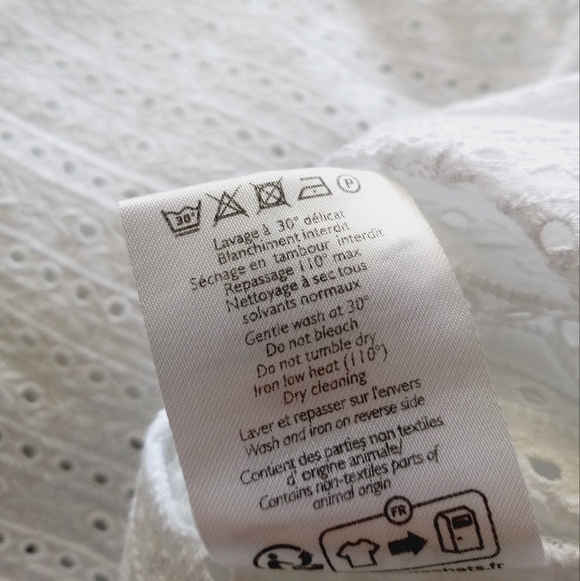 30°
P
Lavage à 30° délicat
Blanchiment interdit
Séchage en tambour interdit
Repassage 110° max
Nettoyage à sec tous
solvants normaux
Gentle wash at 30°
Do not bleach
Do not tumble dry
Iron low heat (110°)
Dry cleaning
Laver et repasser sur l'envers
Wash and iron on reverse side
Contient des parties non textiles
d' origine animale/
Contains non-textiles parts of
animal origin
FR